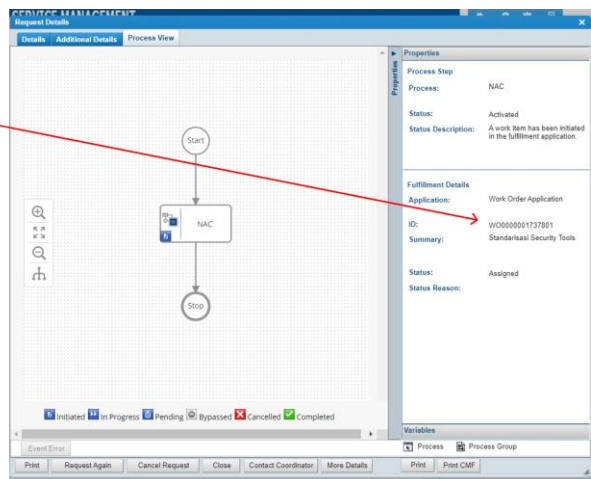 SERVICE MANAGEMENT
Request Details
Details Additional Details Process View
Properties
Properties
Process Step
Process: NAC
Status: Activated
Status Description: A work item has been initiated
in the fulfillment application.
Start
NAC
Stop
Fulfillment Details
Application: Work Order Application
ID: WO0000001737801
Summary: Standarisasi Security Tools
Status: Assigned
Status Reason:
Initiated In Progress Pending Bypassed Cancelled Completed
Variables
Event Error
Process Process Group
Print Request Again Cancel Request Close Contact Coordinator More Details Print Print CMF